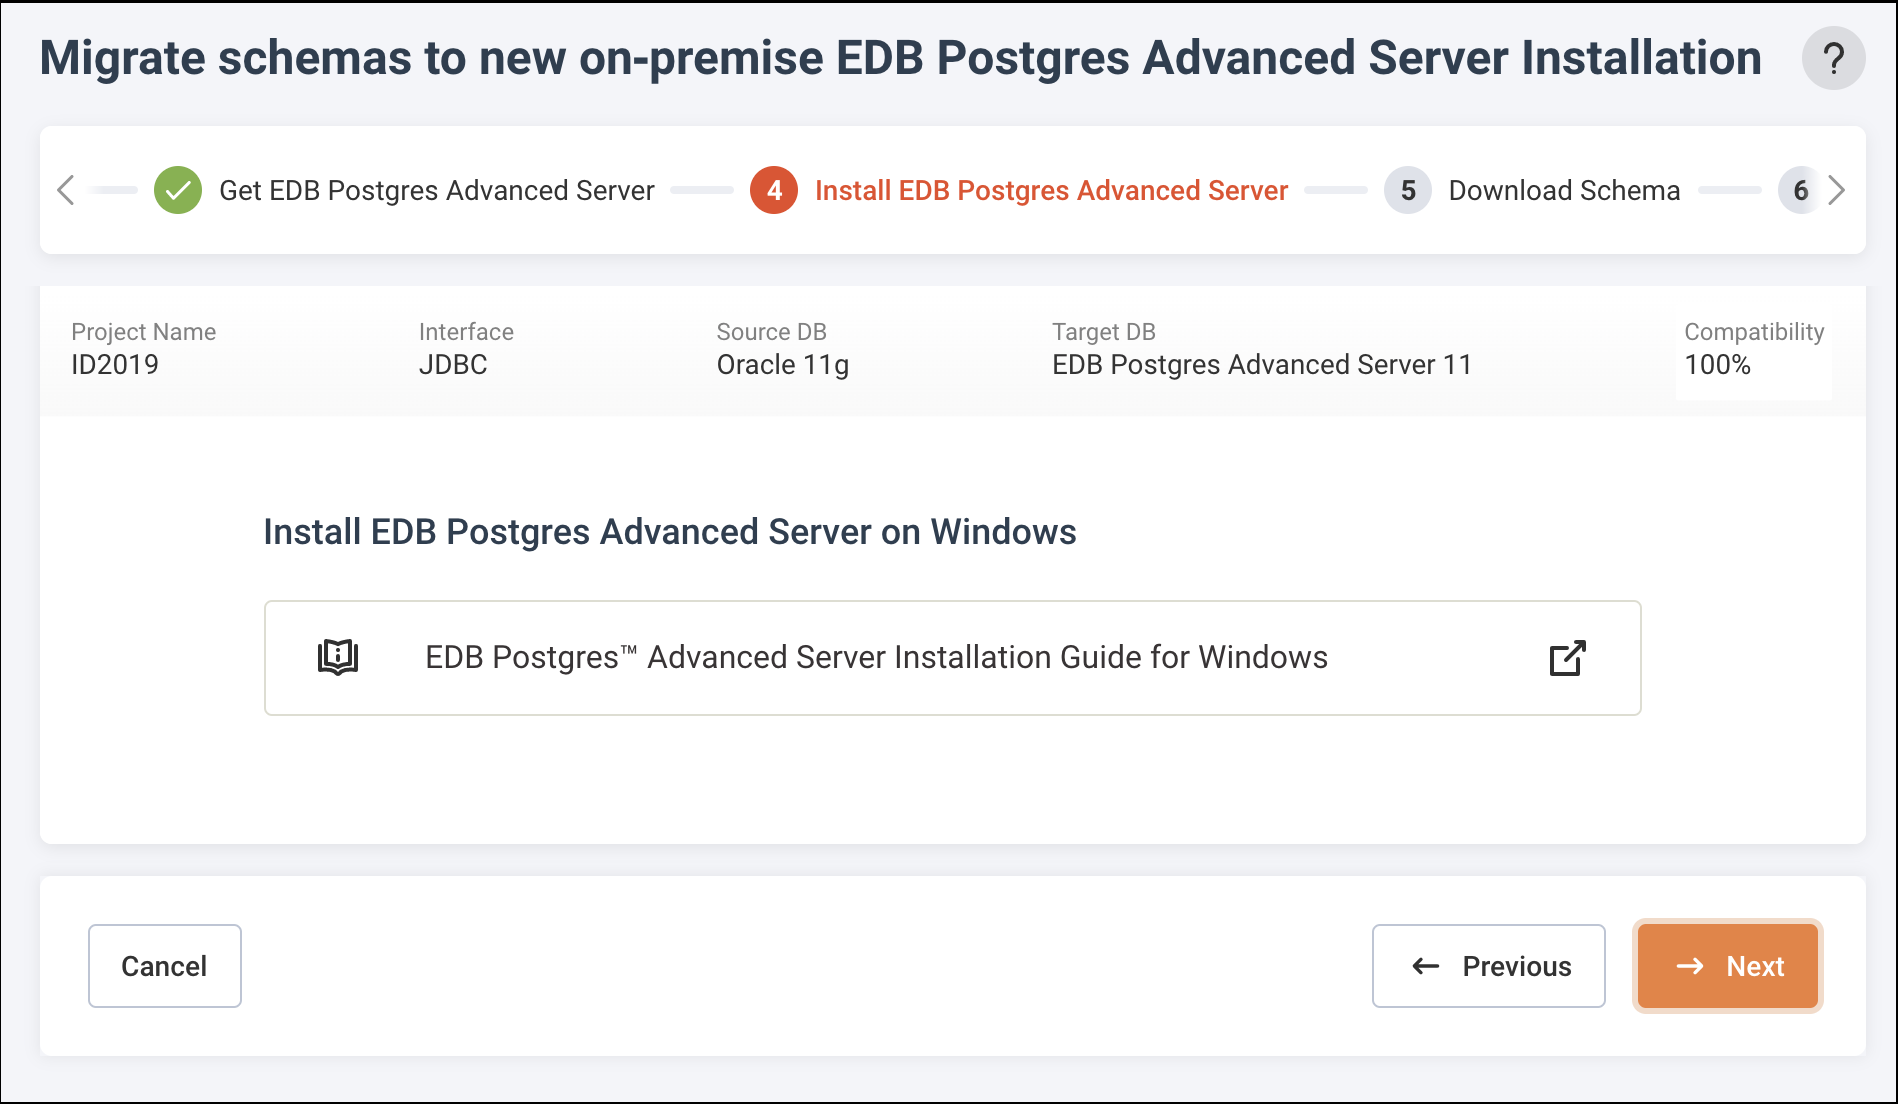 Migrate schemas to new on-premise EDB Postgres Advanced Server Installation
?
Get EDB Postgres Advanced Server
4 Install EDB Postgres Advanced Server
5 Download Schema
6
Project Name
ID2019
Interface
JDBC
Source DB
Oracle 11g
Target DB
EDB Postgres Advanced Server 11
Compatibility
100%
Install EDB Postgres Advanced Server on Windows
EDB Postgres™ Advanced Server Installation Guide for Windows
Cancel
Previous
Next